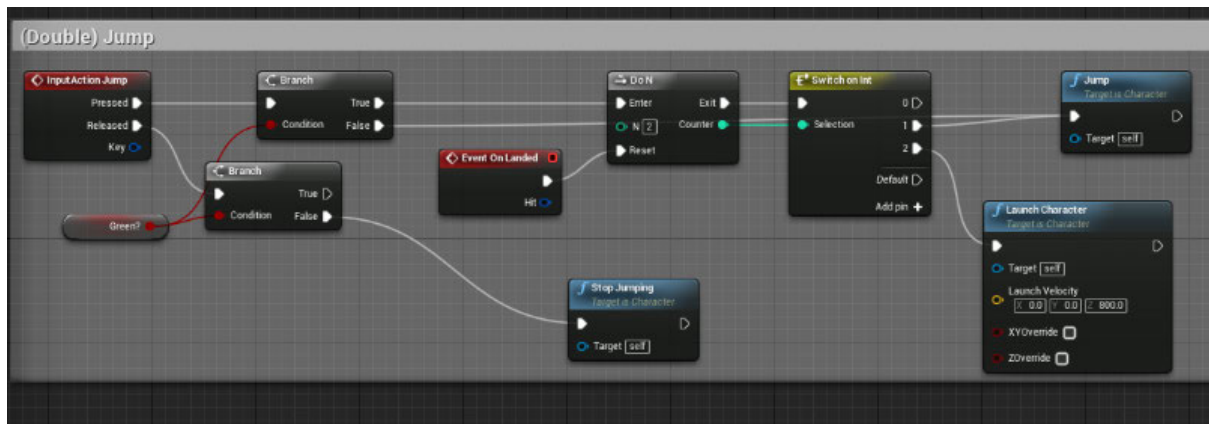 (Double) Jump
InputAction Jump
Pressed
Released
Key
Branch
True
Condition
False
Branch
True
Condition
False
Green?
Event On Landed
Hit
Do N
Enter
Exit
N 2
Counter
Reset
Switch on Int
0
Selection
1
2
Default
Add pin +
Jump
Target is Character
Target self
Launch Character
Target is Character
Target self
Launch Velocity
X 0.0 Y 0.0 Z 800.0
XYOverride
ZOverride
Stop Jumping
Target is Character
Target self